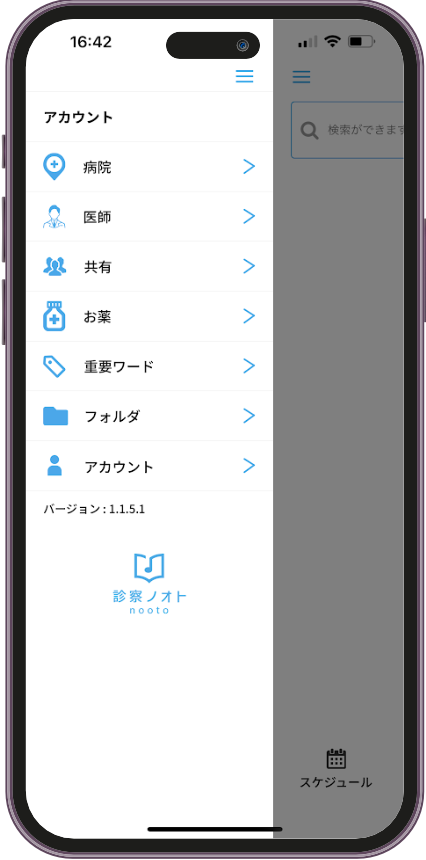 16:42
アカウント
検索ができます
病院
医師
共有
お薬
重要ワード
フォルダ
アカウント
バージョン : 1.1.5.1
診察ノオト
nooto
スケジュール